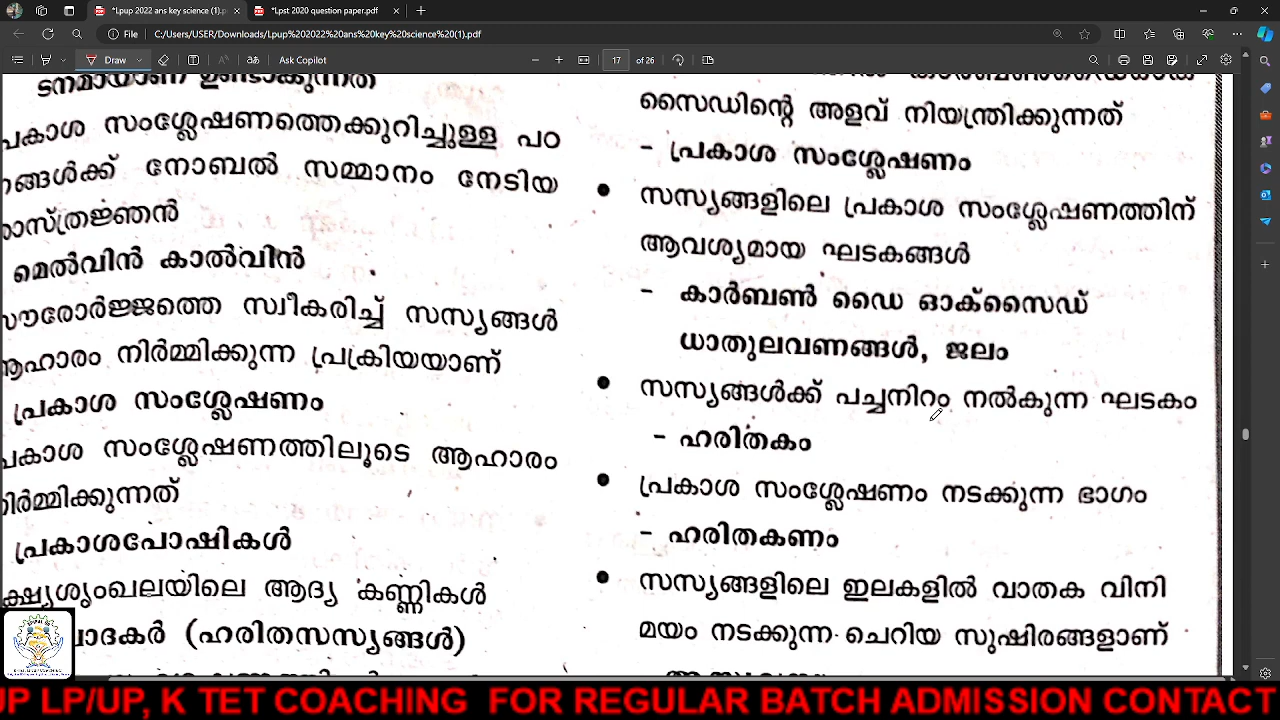 *Lpup 2022 ans key science (1).p
*Lpst 2020 question paper.pdf
File C:/Users/USER/Downloads/Lpup%202022%20ans%20key%20science%20(1).pdf
Draw
Ask Copilot
17 of 26
ടനമായാണ് ഉണ്ടാകുന്നത്
പ്രകാശ സംശ്ലേഷണത്തെക്കുറിച്ചുള്ള പഠ
നങ്ങൾക്ക് നോബൽ സമ്മാനം നേടിയ
ശാസ്ത്രജ്ഞൻ
മെൽവിൻ കാൽവിൻ
സൗരോർജ്ജത്തെ സ്വീകരിച്ച് സസ്യങ്ങൾ
ആഹാരം നിർമ്മിക്കുന്ന പ്രക്രിയയാണ്
പ്രകാശ സംശ്ലേഷണം
പ്രകാശ സംശ്ലേഷണത്തിലൂടെ ആഹാരം
നിർമ്മിക്കുന്നത്
പ്രകാശപോഷികൾ
ക്ഷ്യശൃംഖലയിലെ ആദ്യ കണ്ണികൾ
ാദകർ (ഹരിതസസ്യങ്ങൾ)
സൈഡിന്റെ അളവ് നിയന്ത്രിക്കുന്നത്
- പ്രകാശ സംശ്ലേഷണം
• സസ്യങ്ങളിലെ പ്രകാശ സംശ്ലേഷണത്തിന്
ആവശ്യമായ ഘടകങ്ങൾ
- കാർബൺ ഡൈ ഓക്സൈഡ്
ധാതുലവണങ്ങൾ, ജലം
• സസ്യങ്ങൾക്ക് പച്ചനിറം നൽകുന്ന ഘടകം
- ഹരിതകം
• പ്രകാശ സംശ്ലേഷണം നടക്കുന്ന ഭാഗം
- ഹരിതകണം
• സസ്യങ്ങളിലെ ഇലകളിൽ വാതക വിനി
മയം നടക്കുന്ന ചെറിയ സുഷിരങ്ങളാണ്
UP LP/UP, K TET COACHING FOR REGULAR BATCH ADMISSION CONTACT